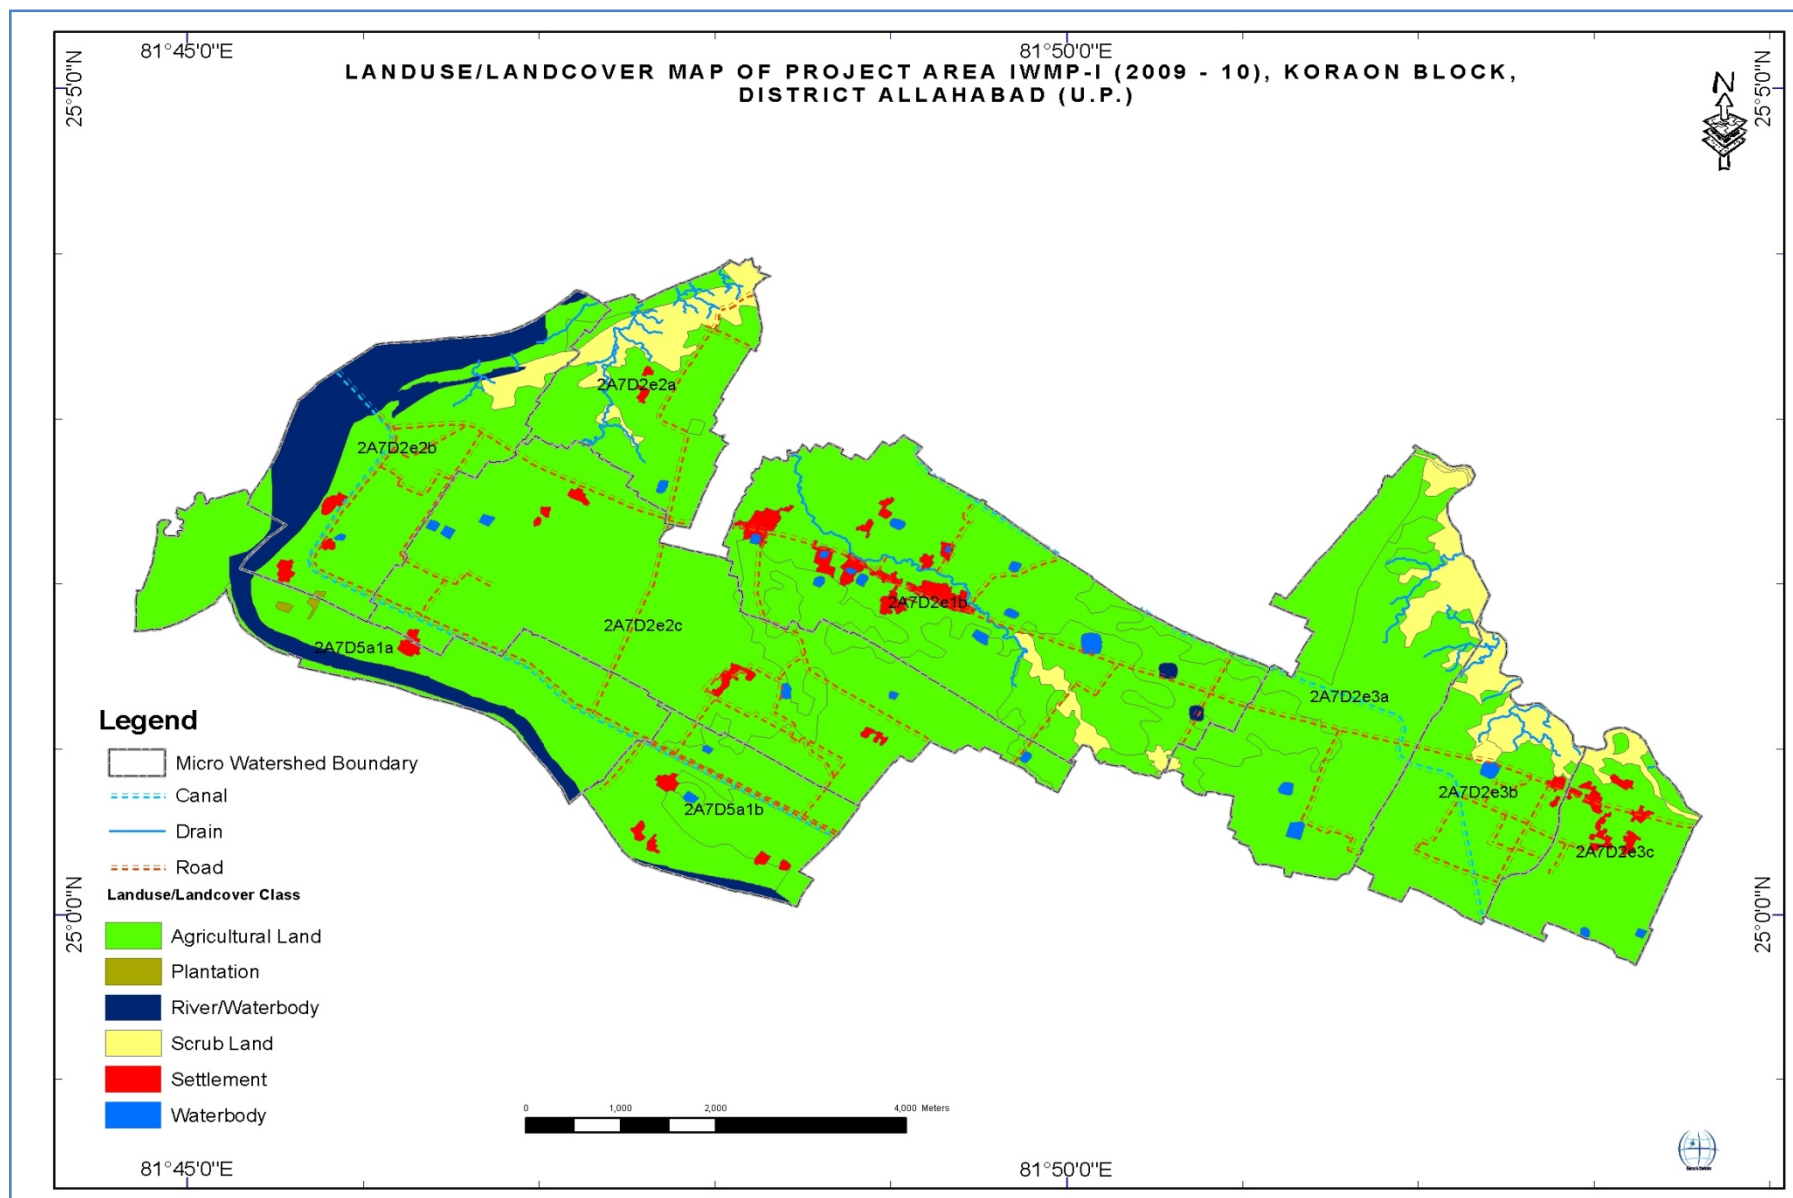 81°45'0"E
81°50'0"E
25°5'0"N
25°5'0"N
LANDUSE/LANDCOVER MAP OF PROJECT AREA IWMP-I (2009 - 10), KORAON BLOCK,
DISTRICT ALLAHABAD (U.P.)
N
2A7D2e2a
2A7D2e2b
2A7D2e1b
2A7D2e2c
2A7D5a1a
2A7D2e3a
2A7D2e3b
2A7D5a1b
2A7D2e3c
Legend
Micro Watershed Boundary
Canal
Drain
Road
Landuse/Landcover Class
Agricultural Land
Plantation
River/Waterbody
Scrub Land
Settlement
Waterbody
25°0'0"N
25°0'0"N
0 1,000 2,000 4,000 Meters
81°45'0"E
81°50'0"E